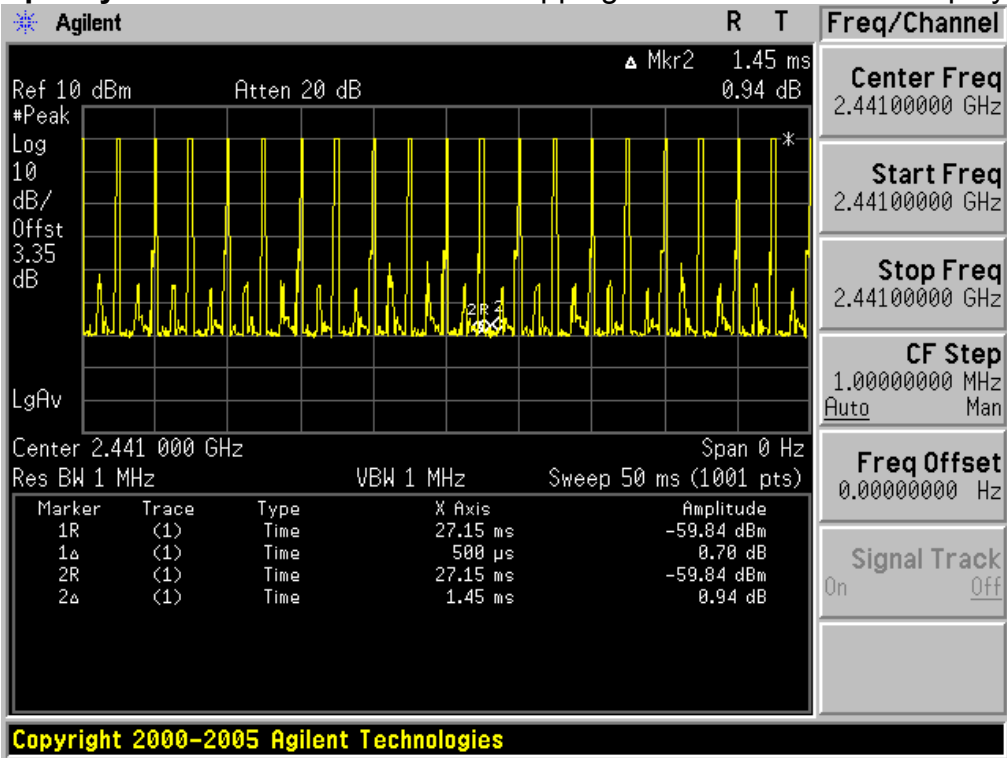 Agilent R T
Δ Mkr2 1.45 ms
Ref 10 dBm Atten 20 dB 0.94 dB
#Peak
Log
10
dB/
Offst
3.35
dB
2R 2
LgAv
Center 2.441 000 GHz Span 0 Hz
Res BW 1 MHz VBW 1 MHz Sweep 50 ms (1001 pts)
Marker Trace Type X Axis Amplitude
1R (1) Time 27.15 ms -59.84 dBm
1Δ (1) Time 500 µs 0.70 dB
2R (1) Time 27.15 ms -59.84 dBm
2Δ (1) Time 1.45 ms 0.94 dB
Copyright 2000-2005 Agilent Technologies
Freq/Channel
Center Freq
2.44100000 GHz
Start Freq
2.44100000 GHz
Stop Freq
2.44100000 GHz
CF Step
1.00000000 MHz
Auto Man
Freq Offset
0.00000000 Hz
Signal Track
On Off